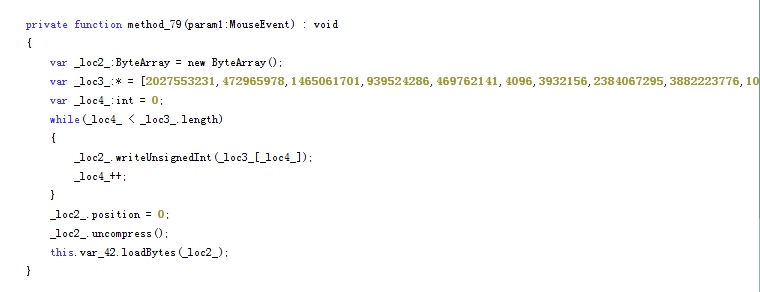 private function method_79(param1:MouseEvent) : void
{
var _loc2_:ByteArray = new ByteArray();
var _loc3_:* = [2027553231,472965978,1465061701,939524286,469762141,4096,3932156,2384067295,3882223776,10
var _loc4_:int = 0;
while(_loc4_ < _loc3_.length)
{
_loc2_.writeUnsignedInt(_loc3_[_loc4_]);
_loc4_++;
}
_loc2_.position = 0;
_loc2_.uncompress();
this.var_42.loadBytes(_loc2_);
}